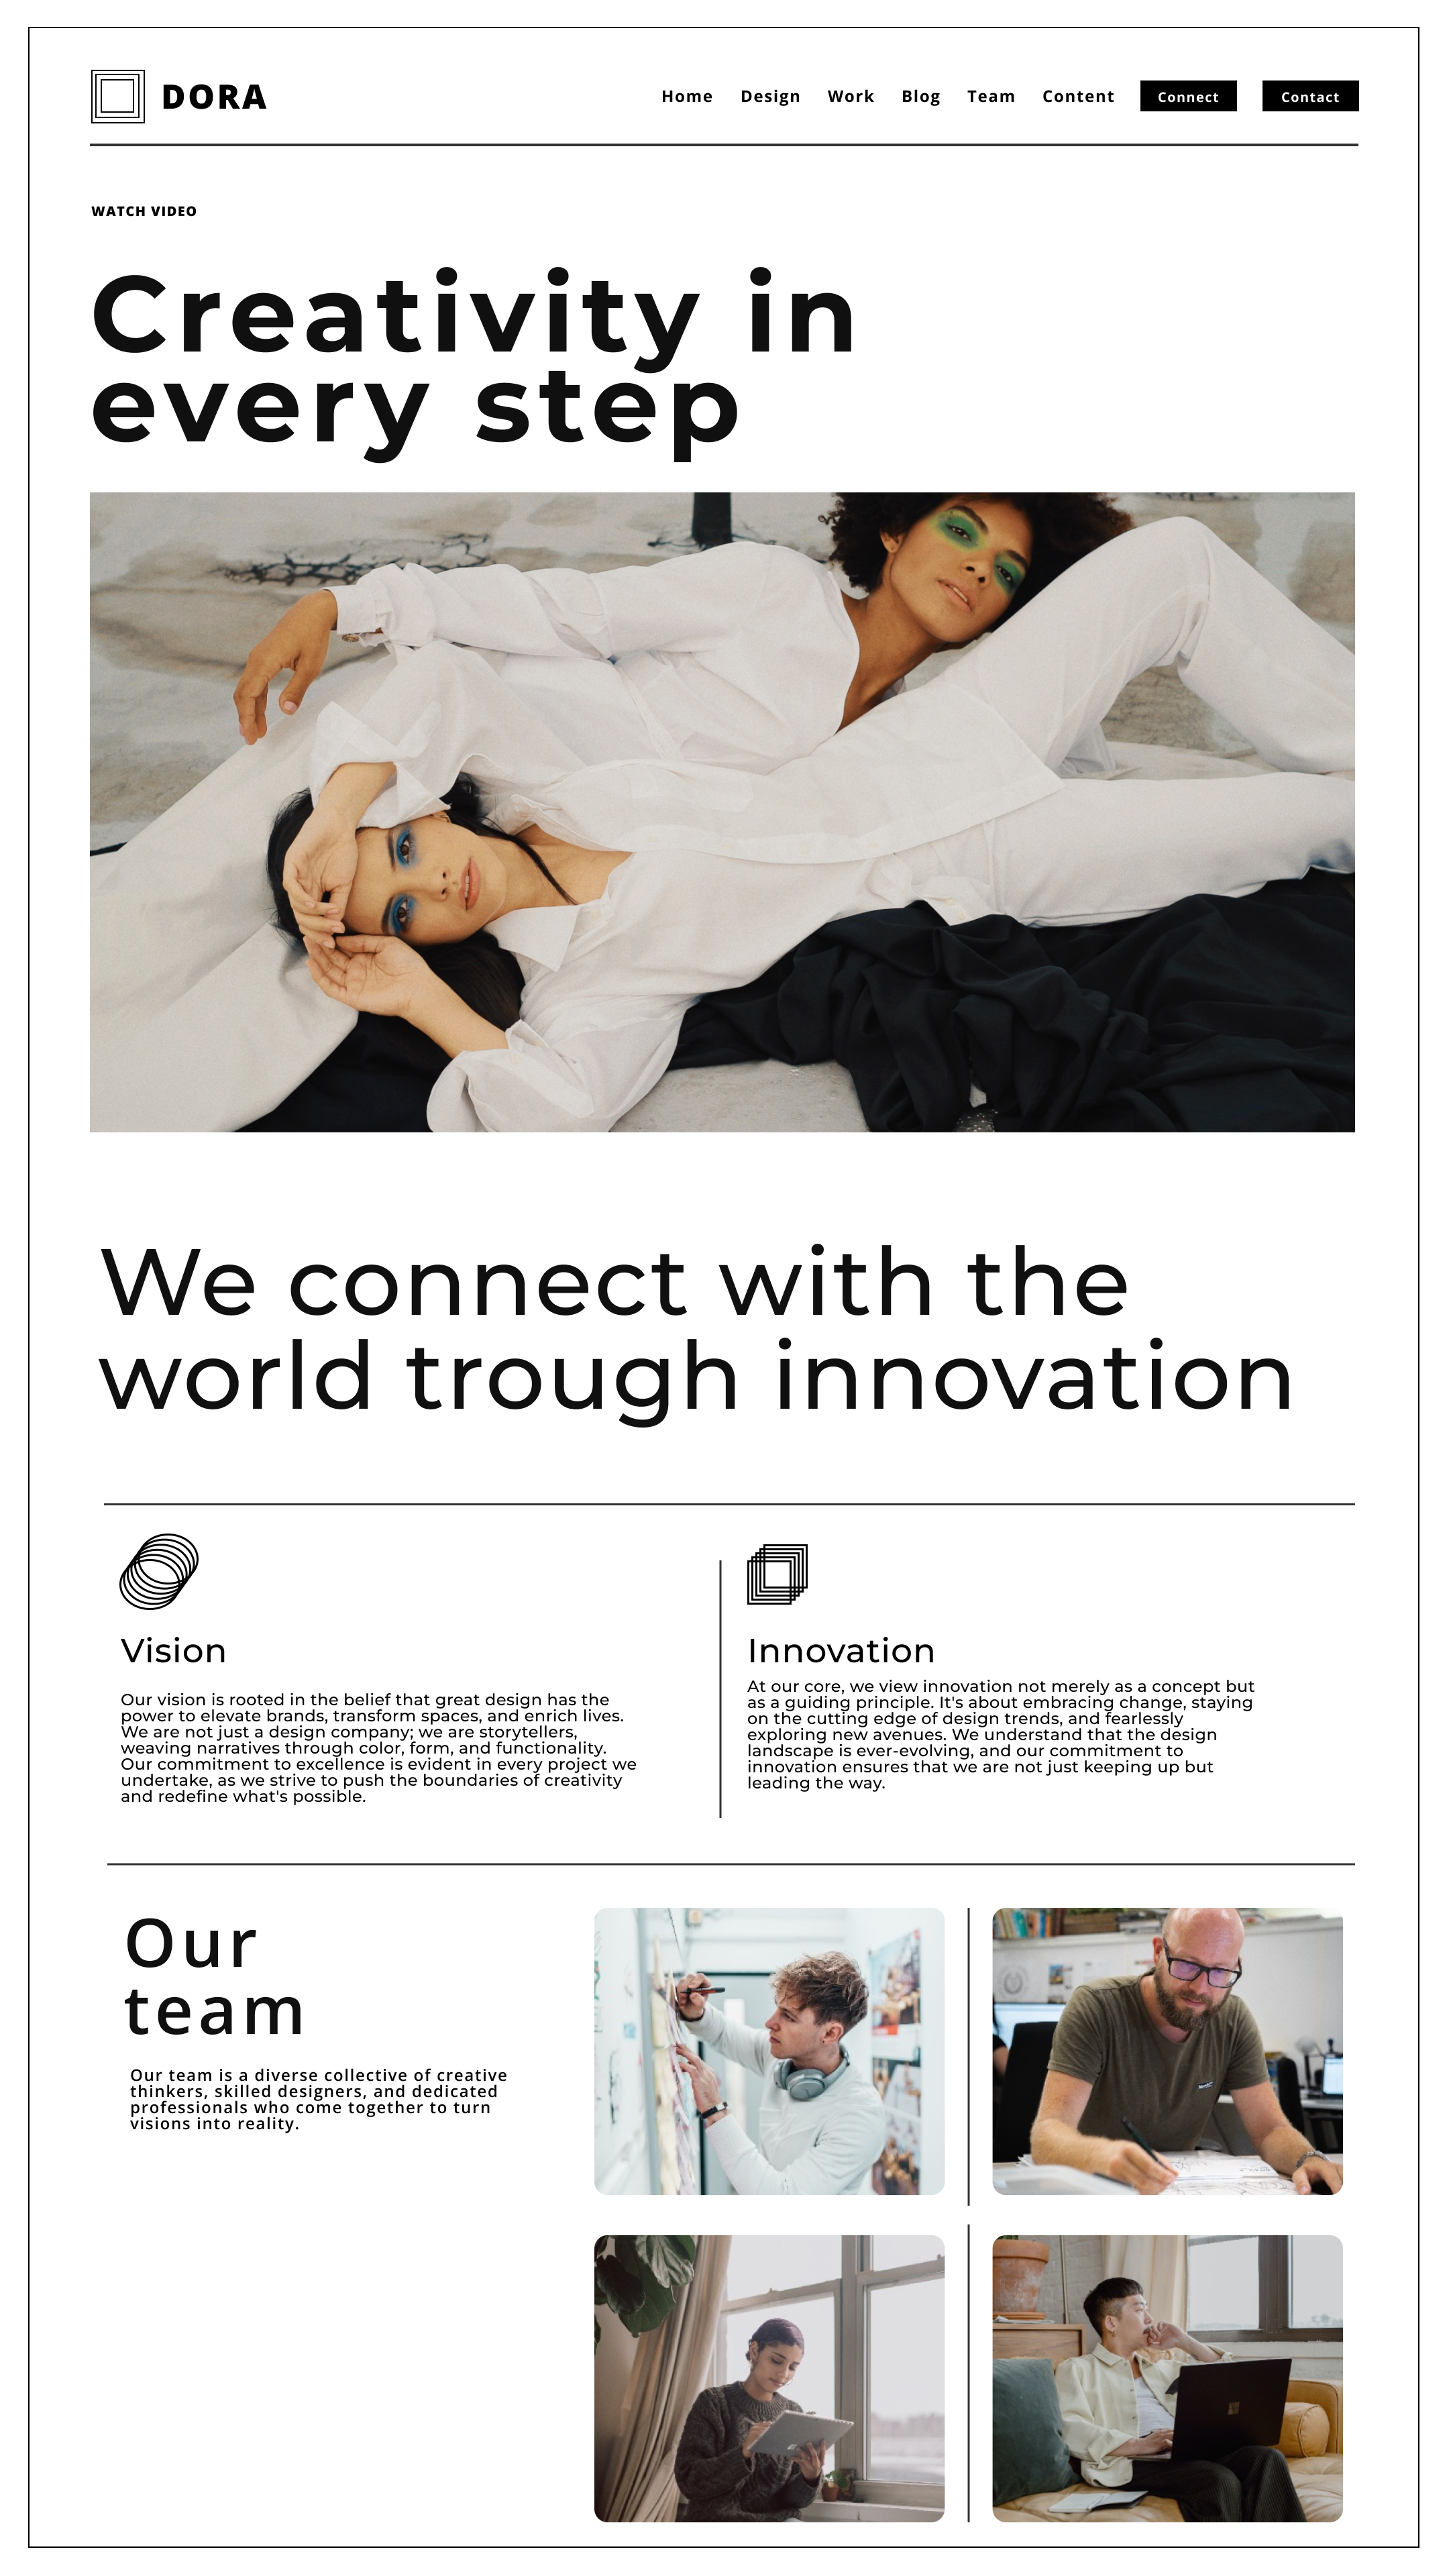 DORA
Home Design Work Blog Team Content Connect Contact
WATCH VIDEO
Creativity in
every step
We connect with the
world trough innovation
Vision
Our vision is rooted in the belief that great design has the
power to elevate brands, transform spaces, and enrich lives.
We are not just a design company; we are storytellers,
weaving narratives through color, form, and functionality.
Our commitment to excellence is evident in every project we
undertake, as we strive to push the boundaries of creativity
and redefine what's possible.
Innovation
At our core, we view innovation not merely as a concept but
as a guiding principle. It's about embracing change, staying
on the cutting edge of design trends, and fearlessly
exploring new avenues. We understand that the design
landscape is ever-evolving, and our commitment to
innovation ensures that we are not just keeping up but
leading the way.
Our
team
Our team is a diverse collective of creative
thinkers, skilled designers, and dedicated
professionals who come together to turn
visions into reality.